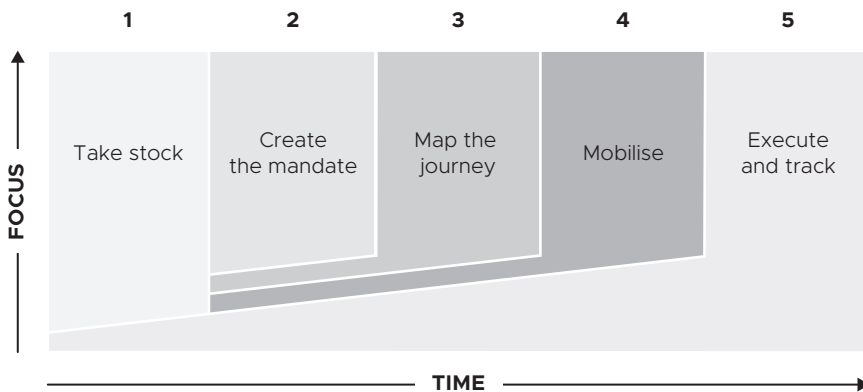 1 2 3 4 5
Take stock
Create
the mandate
Map the
journey
Mobilise
Execute
and track
FOCUS
TIME